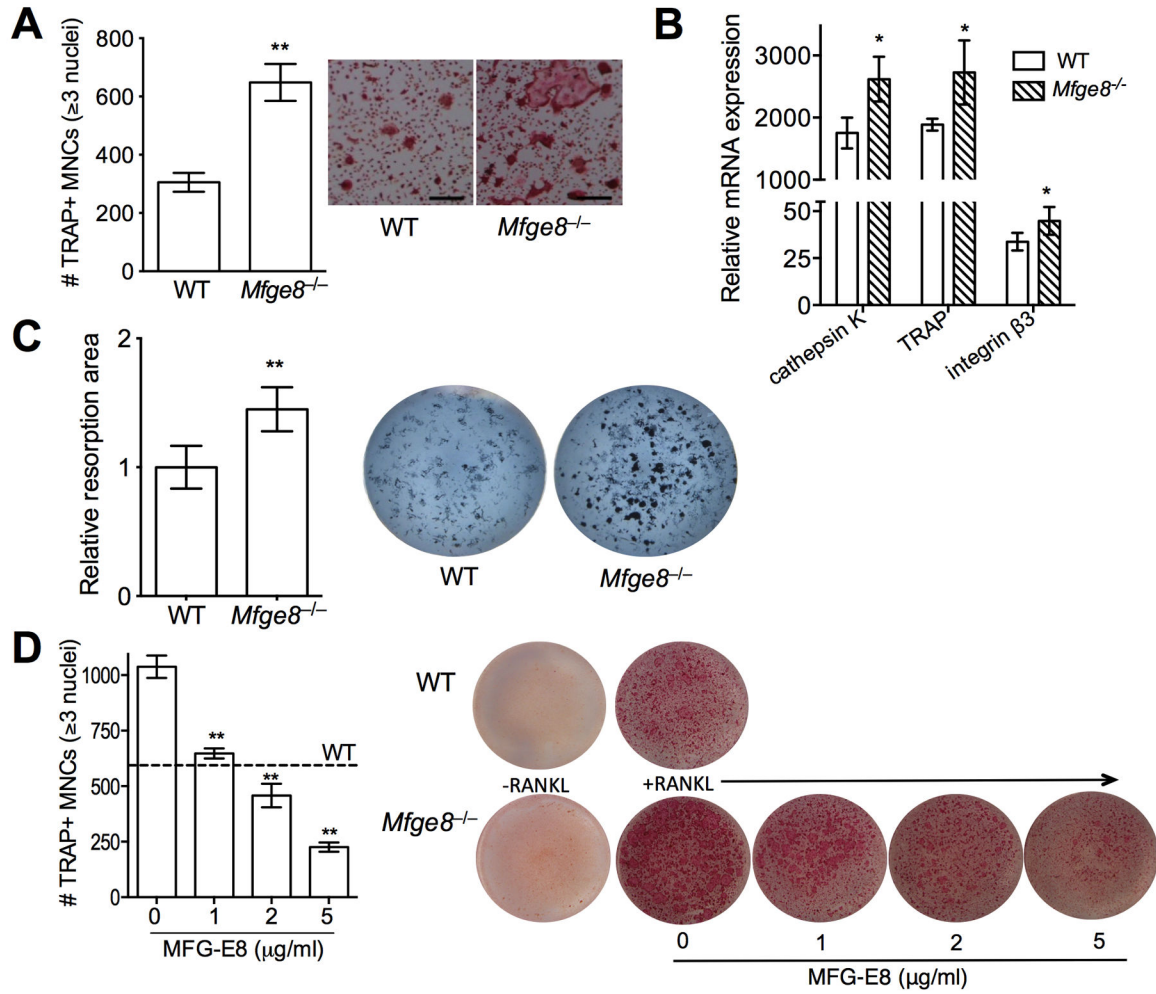 A
# TRAP+ MNCs (≥3 nuclei)
800
600
400
200
0
**
WT
Mfge8–/–
WT
Mfge8–/–
B
Relative mRNA expression
3000
2000
1000
50
25
0
*
*
*
WT
Mfge8-/-
cathepsin K
TRAP
integrin β3
C
Relative resorption area
2
1
0
**
WT
Mfge8–/–
WT
Mfge8–/–
D
# TRAP+ MNCs (≥3 nuclei)
1000
750
500
250
0
**
**
**
WT
0
1
2
5
MFG-E8 (μg/ml)
WT
-RANKL
+RANKL
Mfge8–/–
0
1
2
5
MFG-E8 (μg/ml)